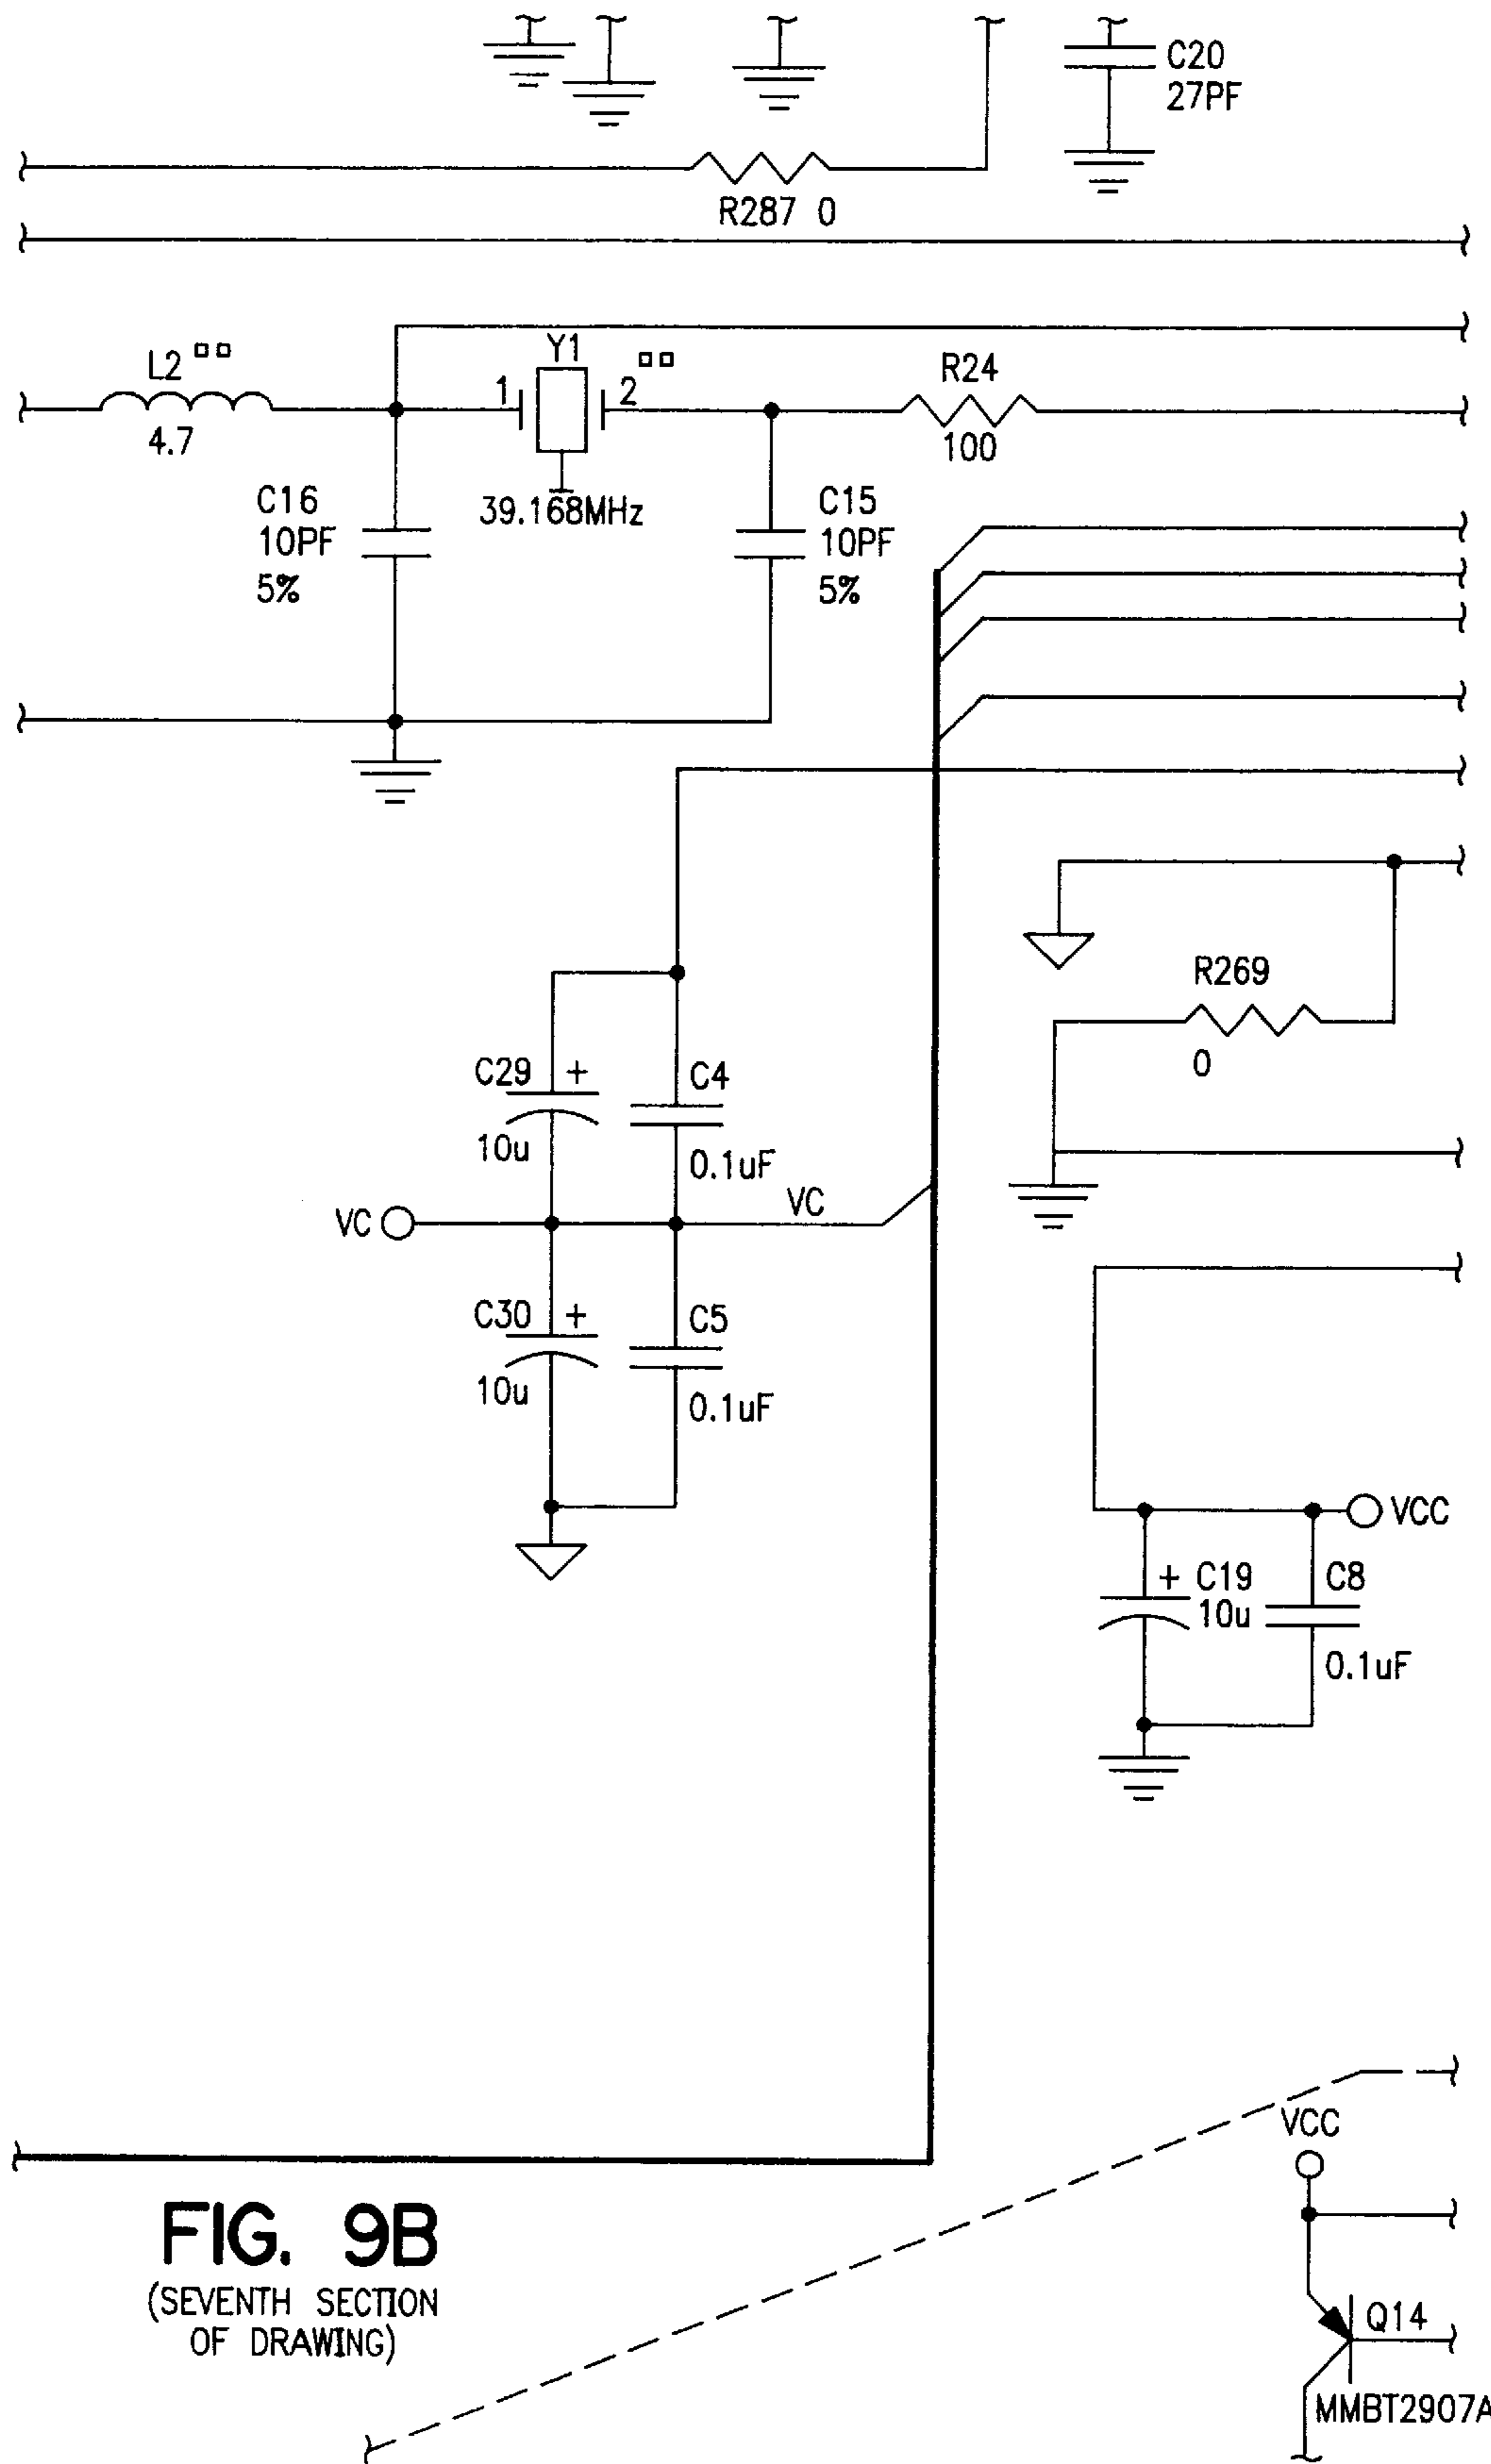 C20
27PF
R287 0
L2
4.7
Y1
1
2
39.168MHz
R24
100
C16
10PF
5%
C15
10PF
5%
R269
0
C29 +
10u
C4
0.1uF
VC
VC
C30 +
10u
C5
0.1uF
VCC
+ C19
10u
C8
0.1uF
VCC
Q14
MMBT2907A
FIG. 9B
(SEVENTH SECTION
OF DRAWING)